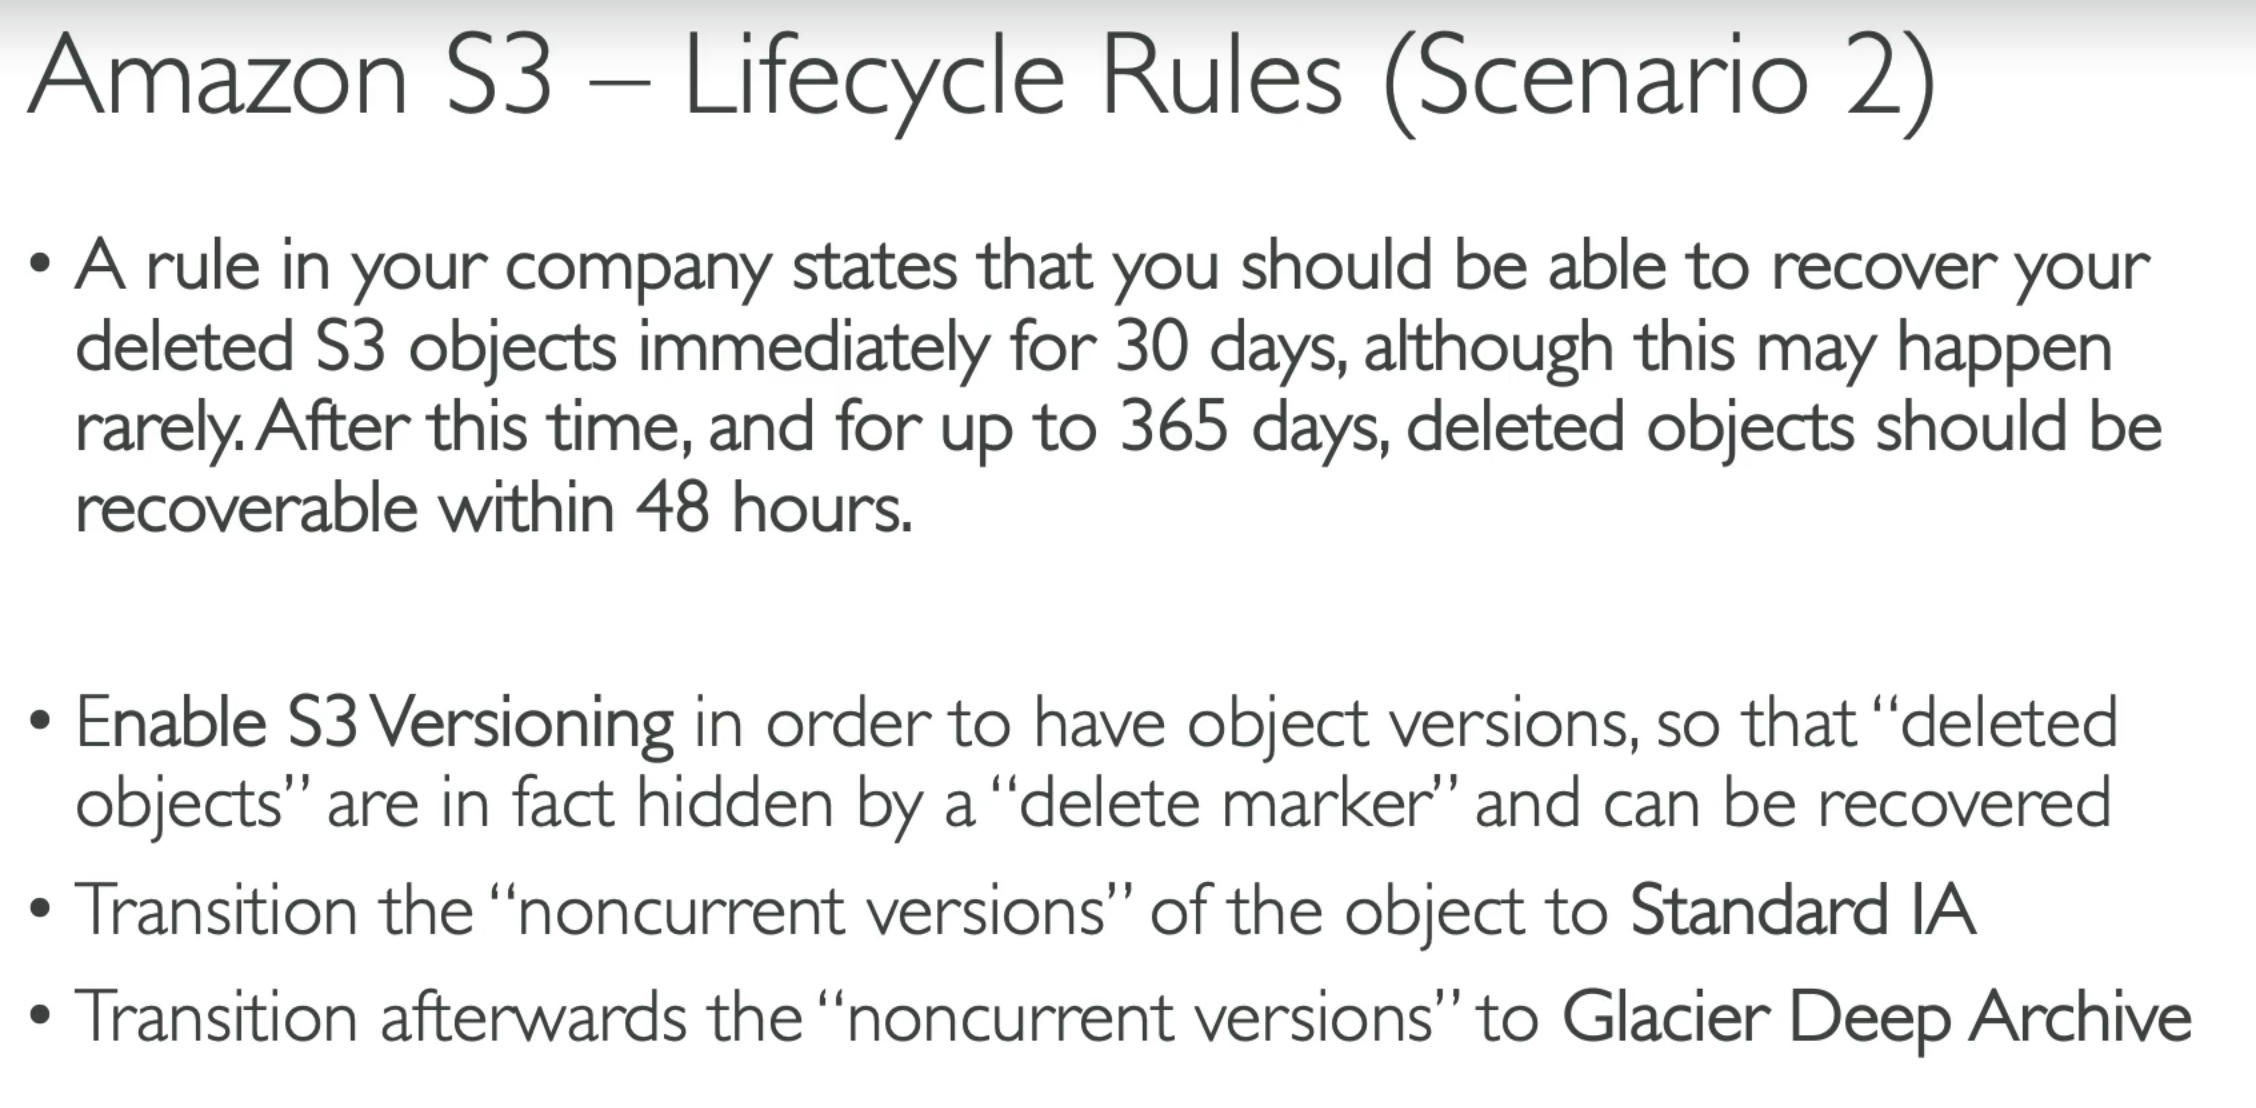 Amazon S3 – Lifecycle Rules (Scenario 2)
• A rule in your company states that you should be able to recover your
deleted S3 objects immediately for 30 days, although this may happen
rarely. After this time, and for up to 365 days, deleted objects should be
recoverable within 48 hours.
• Enable S3 Versioning in order to have object versions, so that “deleted
objects” are in fact hidden by a “delete marker” and can be recovered
• Transition the “noncurrent versions” of the object to Standard IA
• Transition afterwards the “noncurrent versions” to Glacier Deep Archive